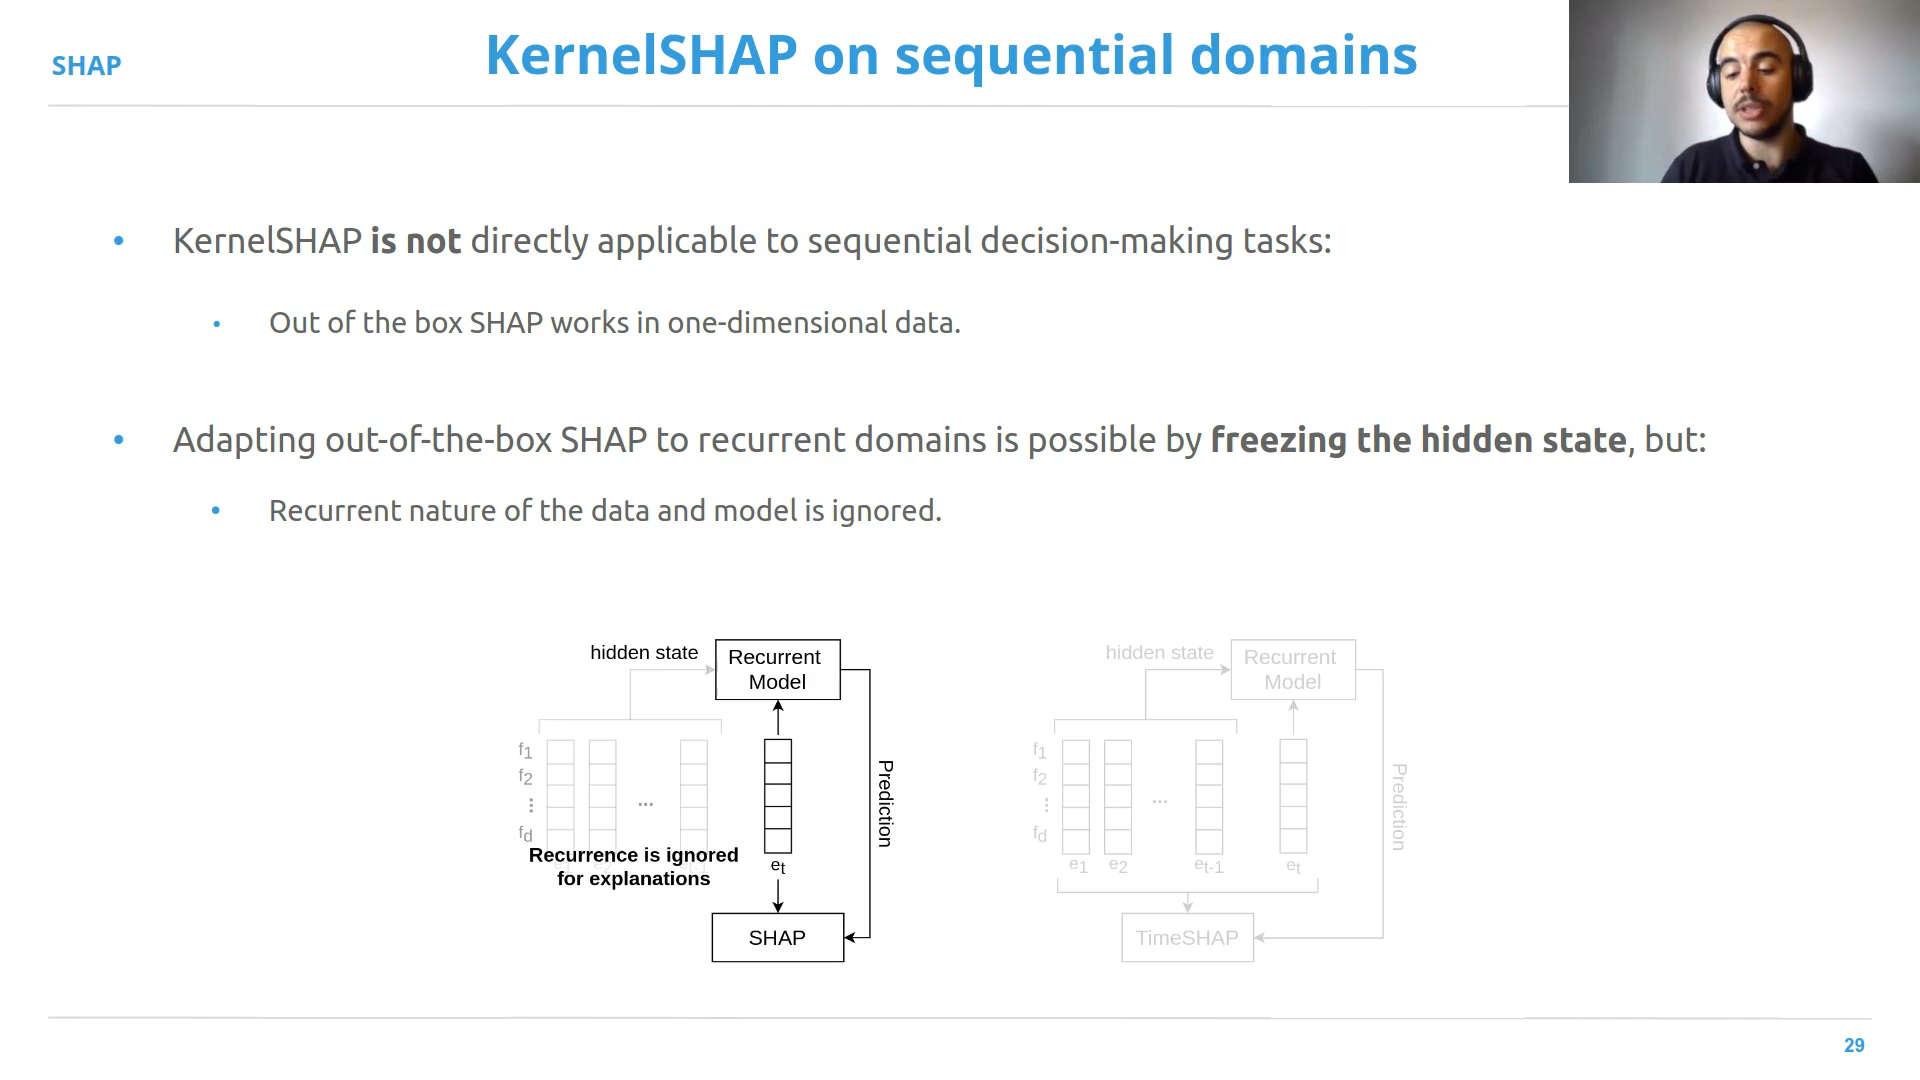 SHAP
KernelSHAP on sequential domains
• KernelSHAP is not directly applicable to sequential decision-making tasks:
• Out of the box SHAP works in one-dimensional data.
• Adapting out-of-the-box SHAP to recurrent domains is possible by freezing the hidden state, but:
• Recurrent nature of the data and model is ignored.
hidden state
Recurrent
Model
f1
f2
⋮
fd
...
Recurrence is ignored
for explanations
et
Prediction
SHAP
hidden state
Recurrent
Model
f1
f2
⋮
fd
...
e1 e2 et-1 et
Prediction
TimeSHAP
29